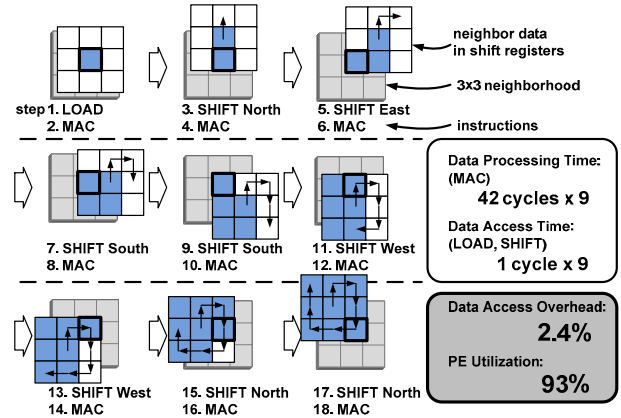 neighbor data
in shift registers
3x3 neighborhood
step 1. LOAD
2. MAC
3. SHIFT North
4. MAC
5. SHIFT East
6. MAC
instructions
7. SHIFT South
8. MAC
9. SHIFT South
10. MAC
11. SHIFT West
12. MAC
Data Processing Time:
(MAC)
42 cycles x 9
Data Access Time:
(LOAD, SHIFT)
1 cycle x 9
13. SHIFT West
14. MAC
15. SHIFT North
16. MAC
17. SHIFT North
18. MAC
Data Access Overhead:
2.4%
PE Utilization:
93%